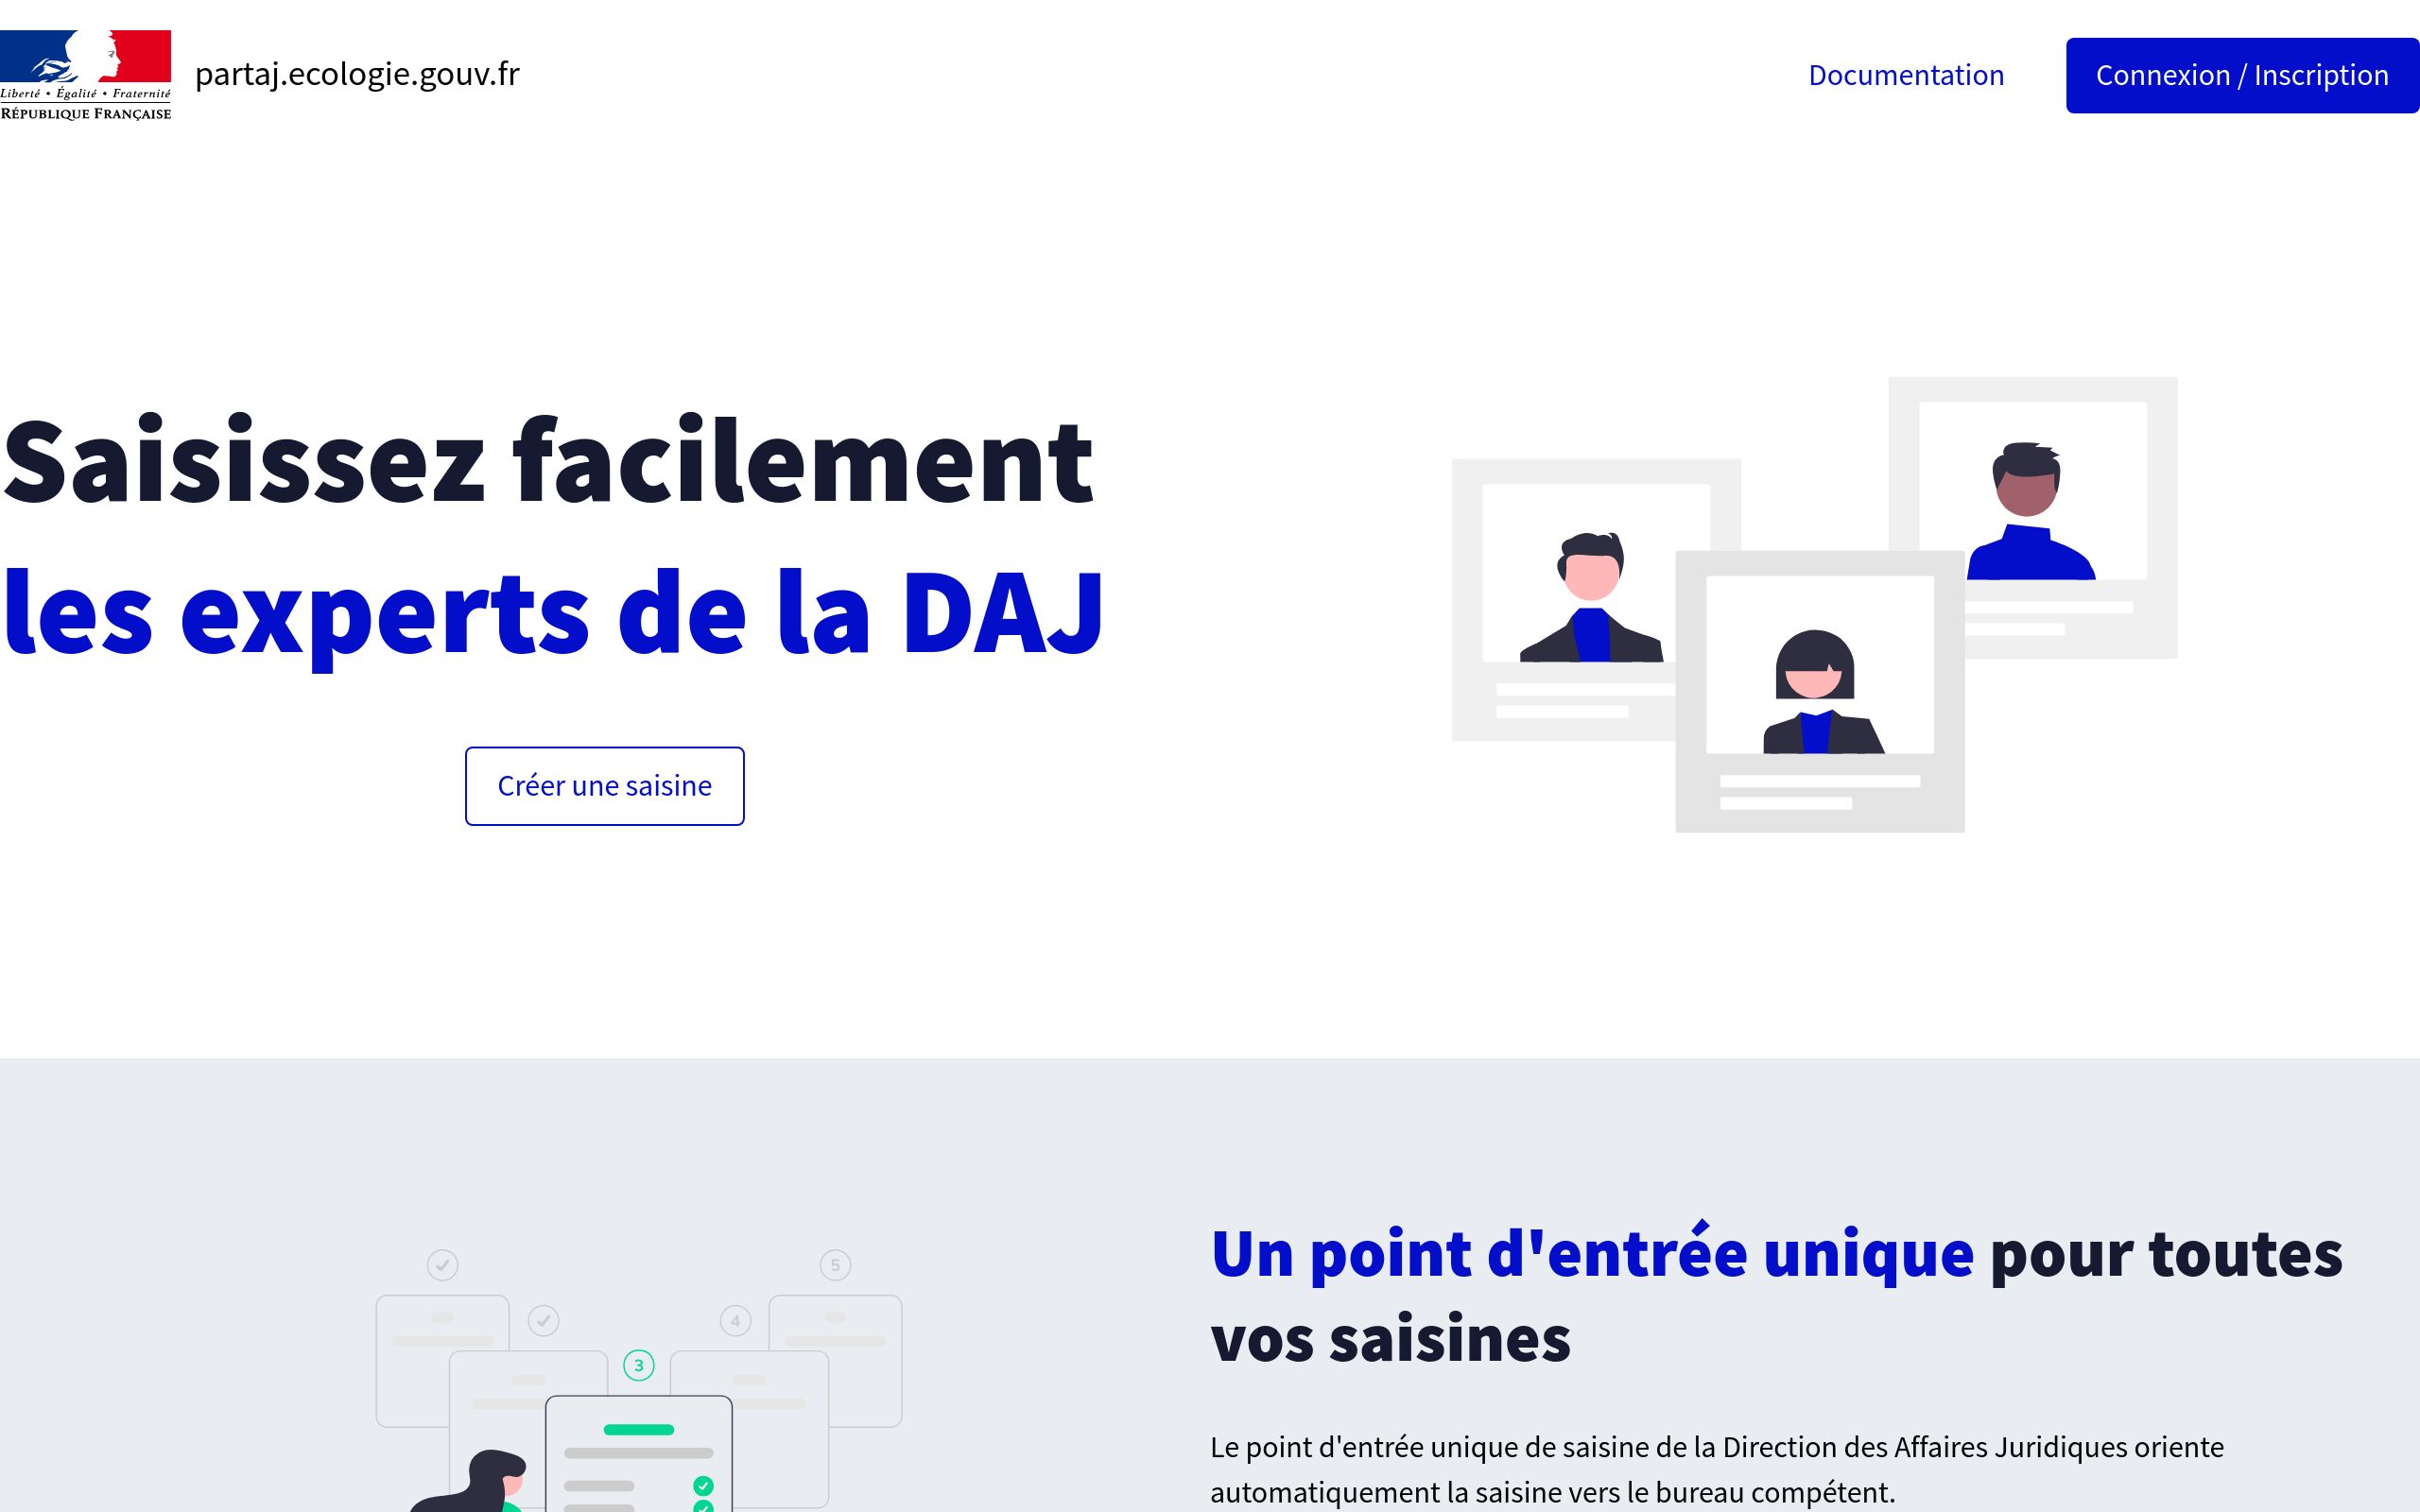 Liberté • Égalité • Fraternité
RÉPUBLIQUE FRANÇAISE
partaj.ecologie.gouv.fr
Documentation
Connexion / Inscription
Saisissez facilement
les experts de la DAJ
Créer une saisine
5
4
3
Un point d'entrée unique pour toutes
vos saisines
Le point d'entrée unique de saisine de la Direction des Affaires Juridiques oriente
automatiquement la saisine vers le bureau compétent.